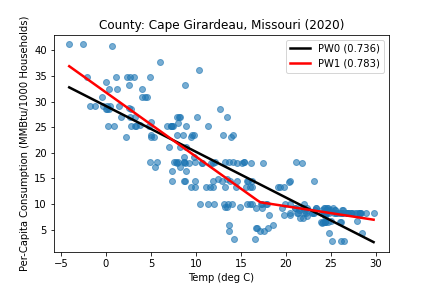 County: Cape Girardeau, Missouri (2020)
PW0 (0.736)
PW1 (0.783)
Per-Capita Consumption (MMBtu/1000 Households)
40
35
30
25
20
15
10
5
-5 0 5 10 15 20 25 30
Temp (deg C)